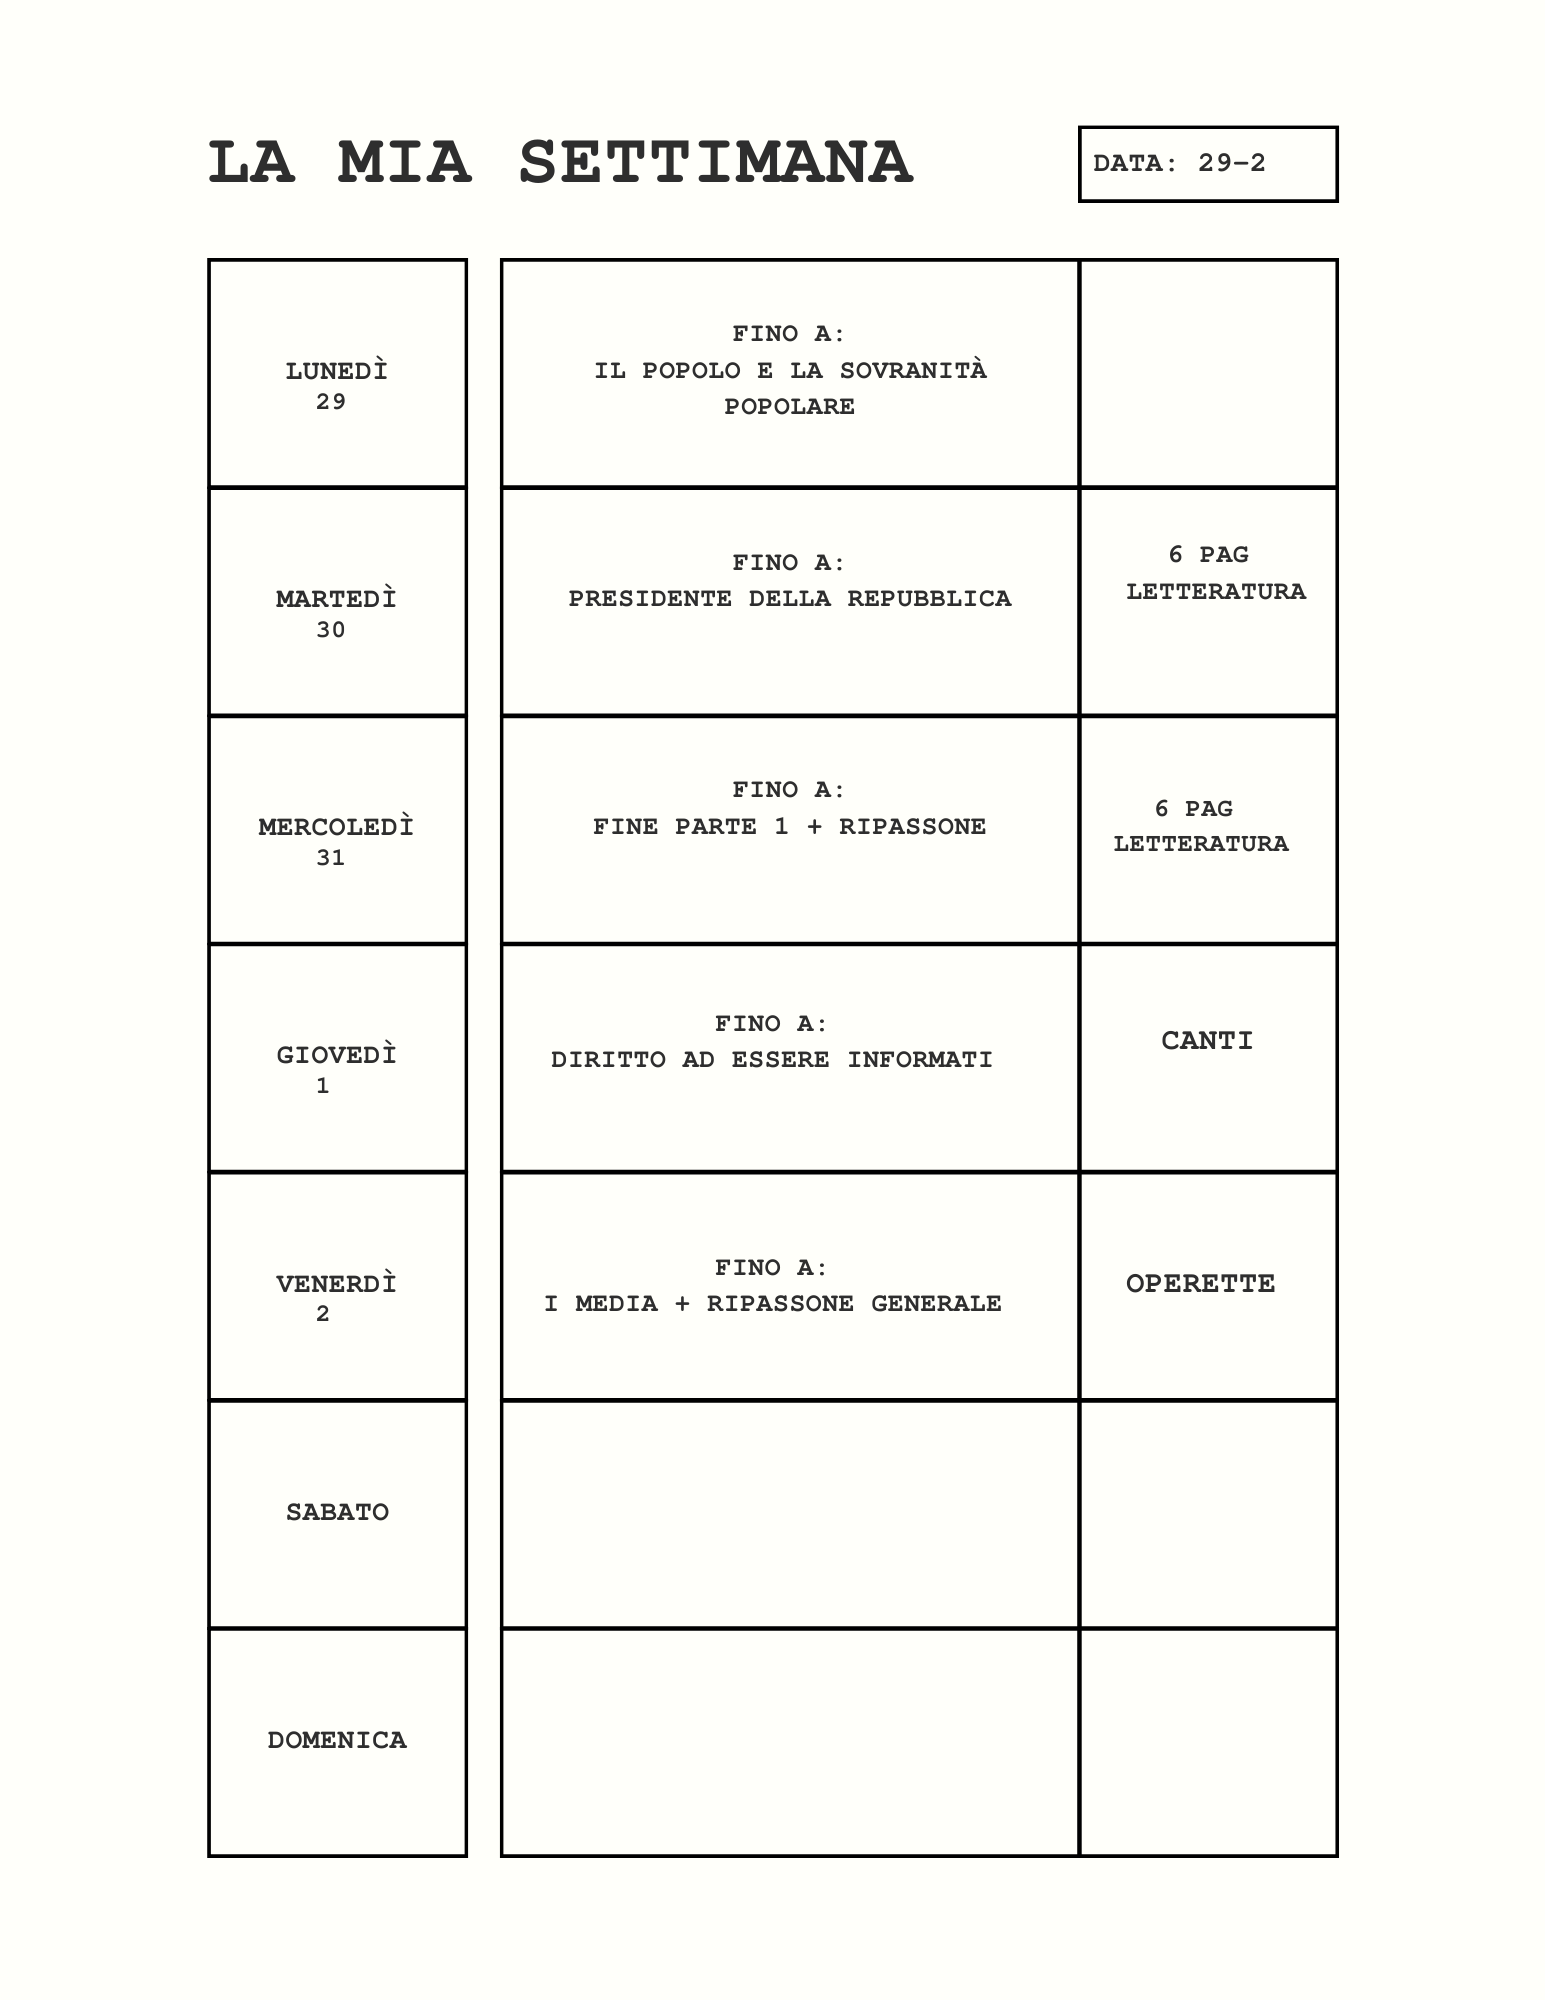 LA MIA SETTIMANA
DATA: 29-2
LUNEDÌ
29
FINO A:
IL POPOLO E LA SOVRANITÀ
POPOLARE
MARTEDÌ
30
FINO A:
PRESIDENTE DELLA REPUBBLICA
6 PAG
LETTERATURA
MERCOLEDÌ
31
FINO A:
FINE PARTE 1 + RIPASSONE
6 PAG
LETTERATURA
GIOVEDÌ
1
FINO A:
DIRITTO AD ESSERE INFORMATI
CANTI
VENERDÌ
2
FINO A:
I MEDIA + RIPASSONE GENERALE
OPERETTE
SABATO
DOMENICA